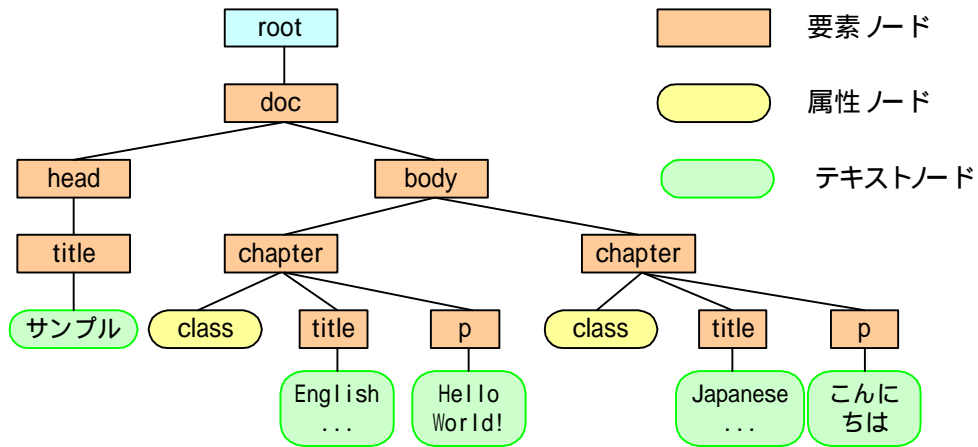 root
要素ノード
doc
属性ノード
head
body
テキストノード
title
chapter
chapter
サンプル
class
title
p
class
title
p
English
...
Hello
World!
Japanese
...
こんに
ちは